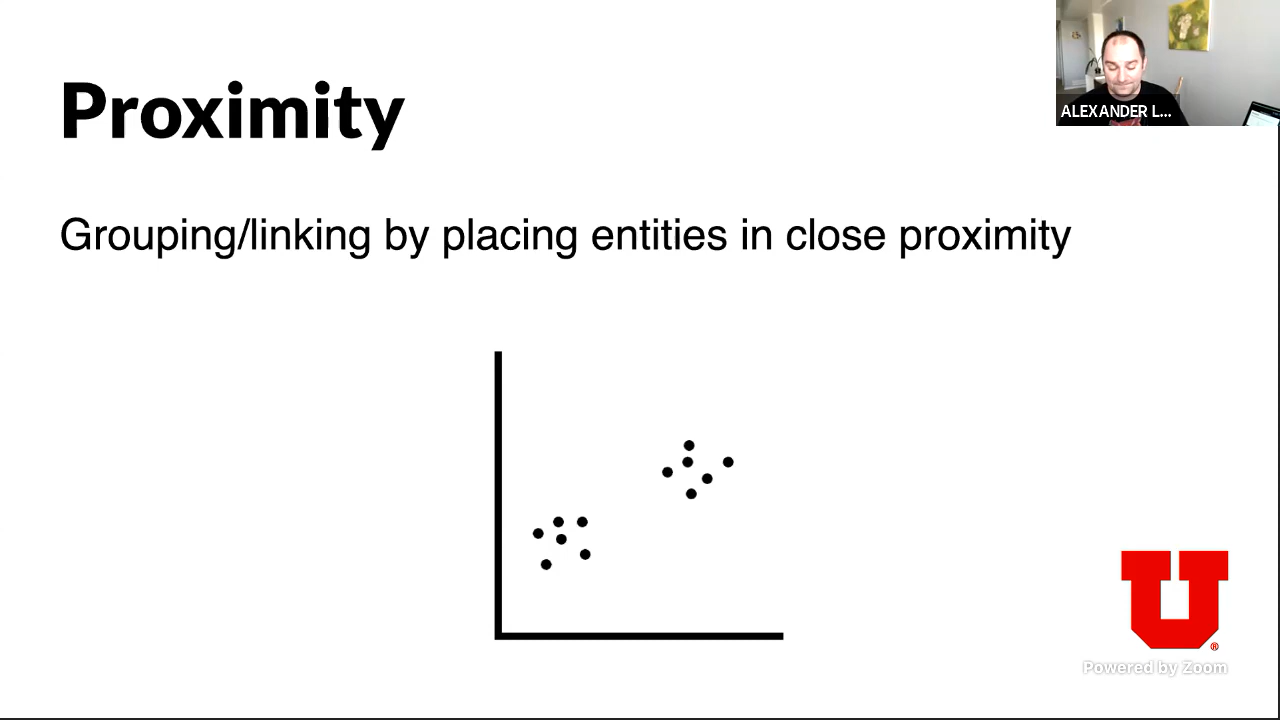 Proximity
ALEXANDER L...
Grouping/linking by placing entities in close proximity
U
®
Powered by Zoom